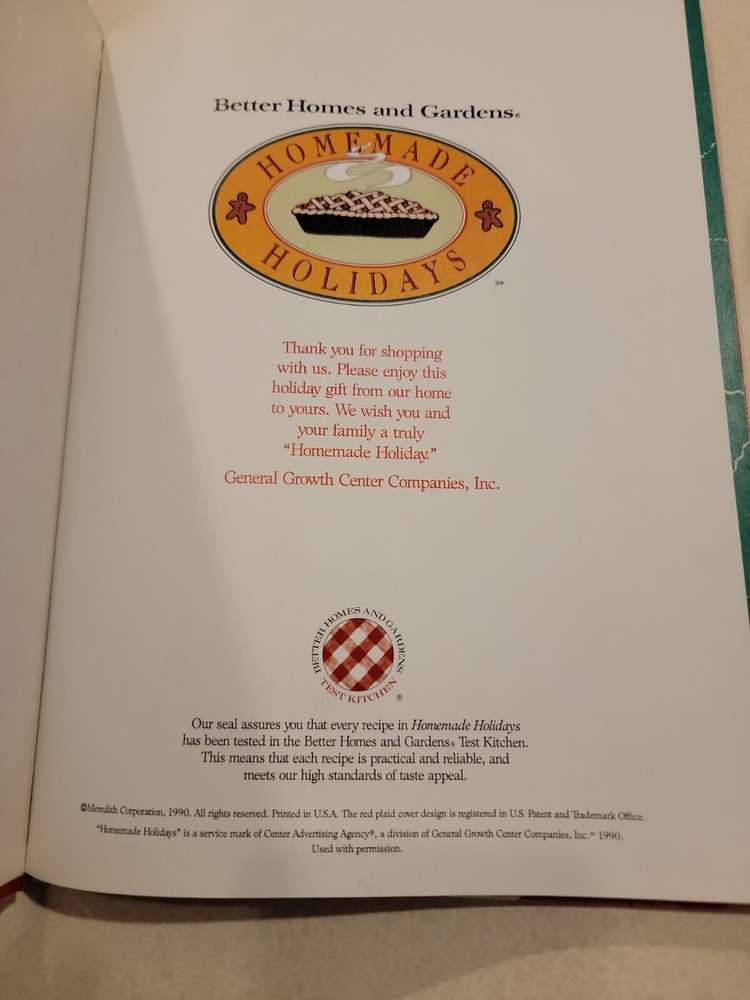 Better Homes and Gardens®
HOMEMADE
HOLIDAYS
SM
Thank you for shopping
with us. Please enjoy this
holiday gift from our home
to yours. We wish you and
your family a truly
“Homemade Holiday.”
General Growth Center Companies, Inc.
BETTER HOMES AND GARDENS
TEST KITCHEN
®
Our seal assures you that every recipe in Homemade Holidays
has been tested in the Better Homes and Gardens® Test Kitchen.
This means that each recipe is practical and reliable, and
meets our high standards of taste appeal.
©Meredith Corporation, 1990. All rights reserved. Printed in U.S.A. The red plaid cover design is registered in U.S. Patent and Trademark Office.
“Homemade Holidays” is a service mark of Center Advertising Agency®, a division of General Growth Center Companies, Inc.℠ 1990.
Used with permission.